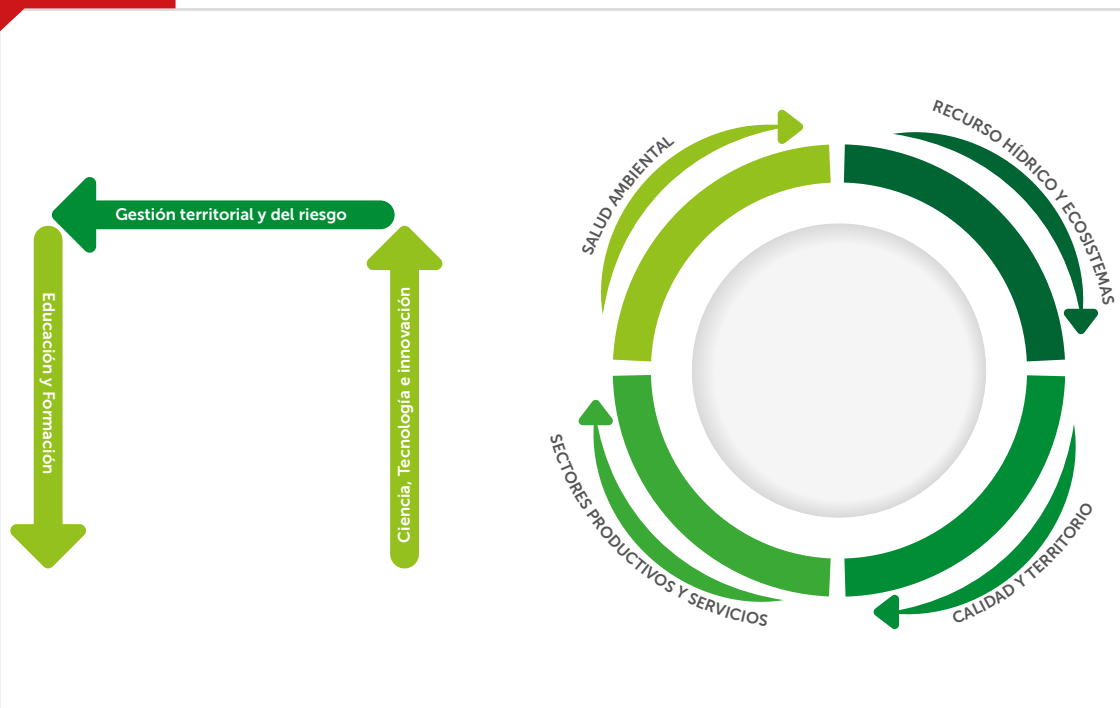 Gestión territorial y del riesgo
Educación y Formación
Ciencia, Tecnología e innovación
SALUD AMBIENTAL
RECURSO HÍDRICO Y ECOSISTEMAS
SECTORES PRODUCTIVOS Y SERVICIOS
CALIDAD Y TERRITORIO